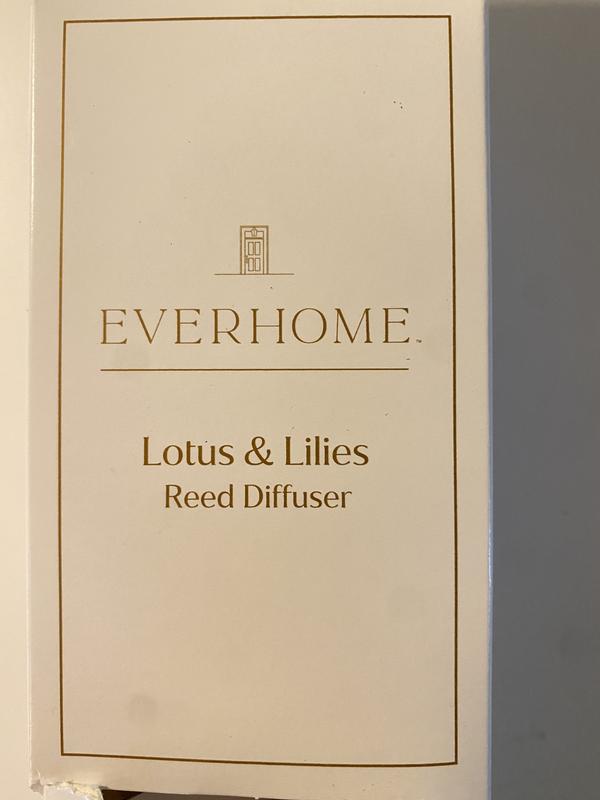 EVERHOME™
Lotus & Lilies
Reed Diffuser